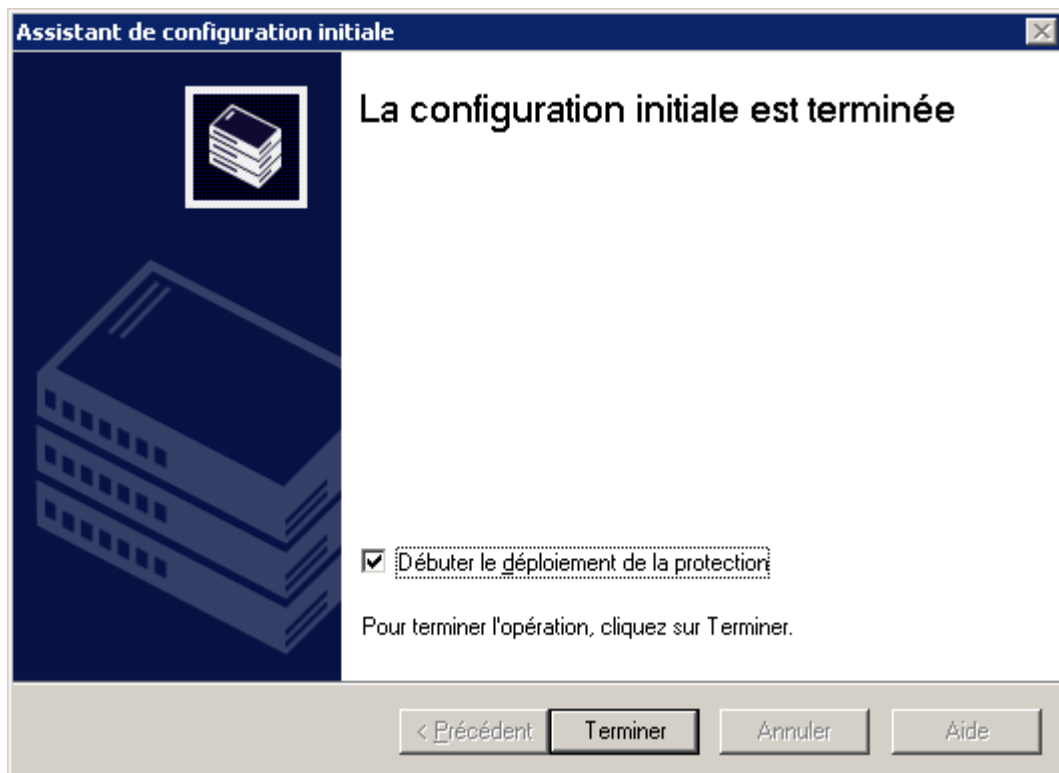 Assistant de configuration initiale
La configuration initiale est terminée
Débuter le déploiement de la protection
Pour terminer l'opération, cliquez sur Terminer.
< Précédent
Terminer
Annuler
Aide